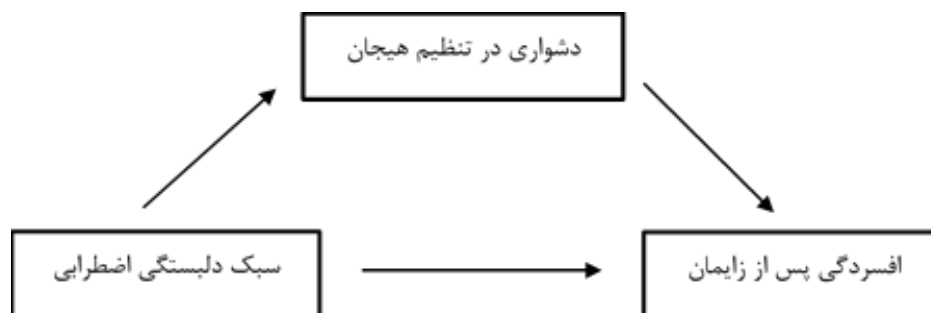 دشواری در تنظیم هیجان
سبک دلبستگی اضطرابی
افسردگی پس از زایمان